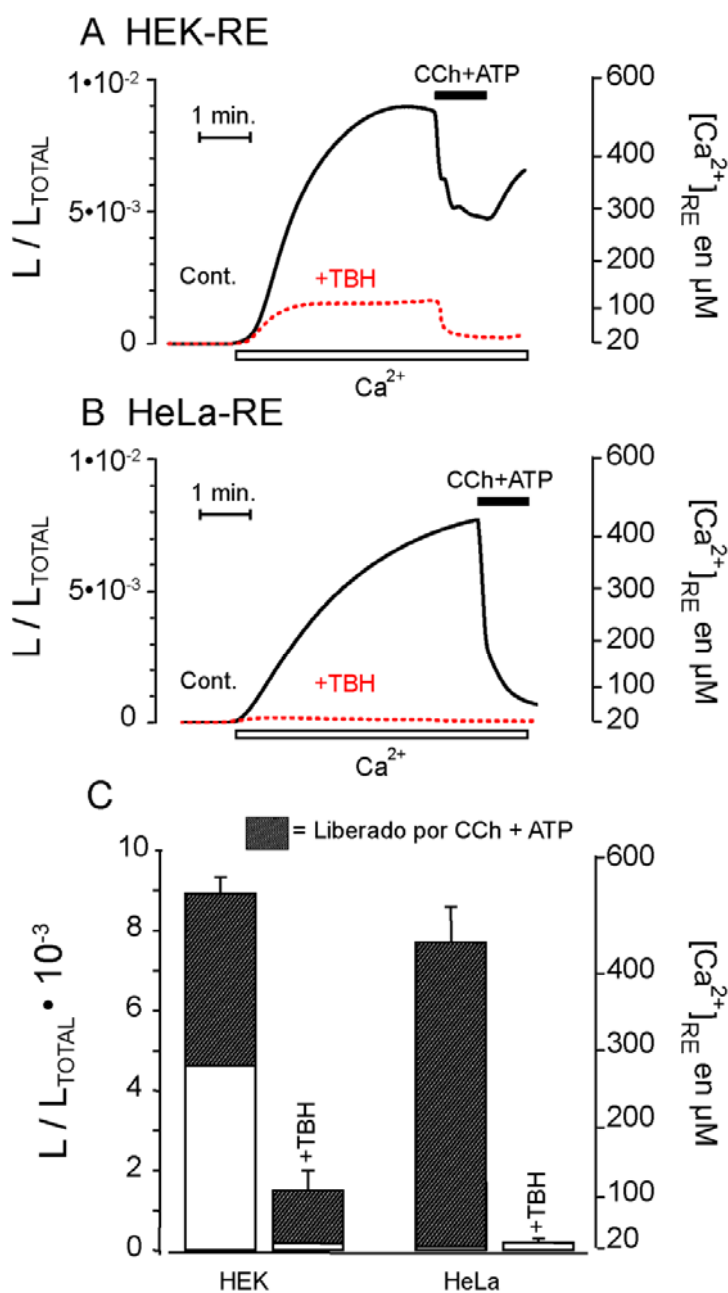 A HEK-RE
CCh+ATP
1 min.
1•10-2
5•10-3
0
L / LTOTAL
Cont.
+TBH
600
400
300
200
100
20
[Ca2+]RE en µM
Ca2+
B HeLa-RE
CCh+ATP
1 min.
1•10-2
5•10-3
0
L / LTOTAL
Cont.
+TBH
600
400
300
200
100
20
[Ca2+]RE en µM
Ca2+
C
= Liberado por CCh + ATP
10
8
6
4
2
0
L / LTOTAL • 10-3
+TBH
+TBH
600
400
300
200
100
20
[Ca2+]RE en µM
HEK
HeLa